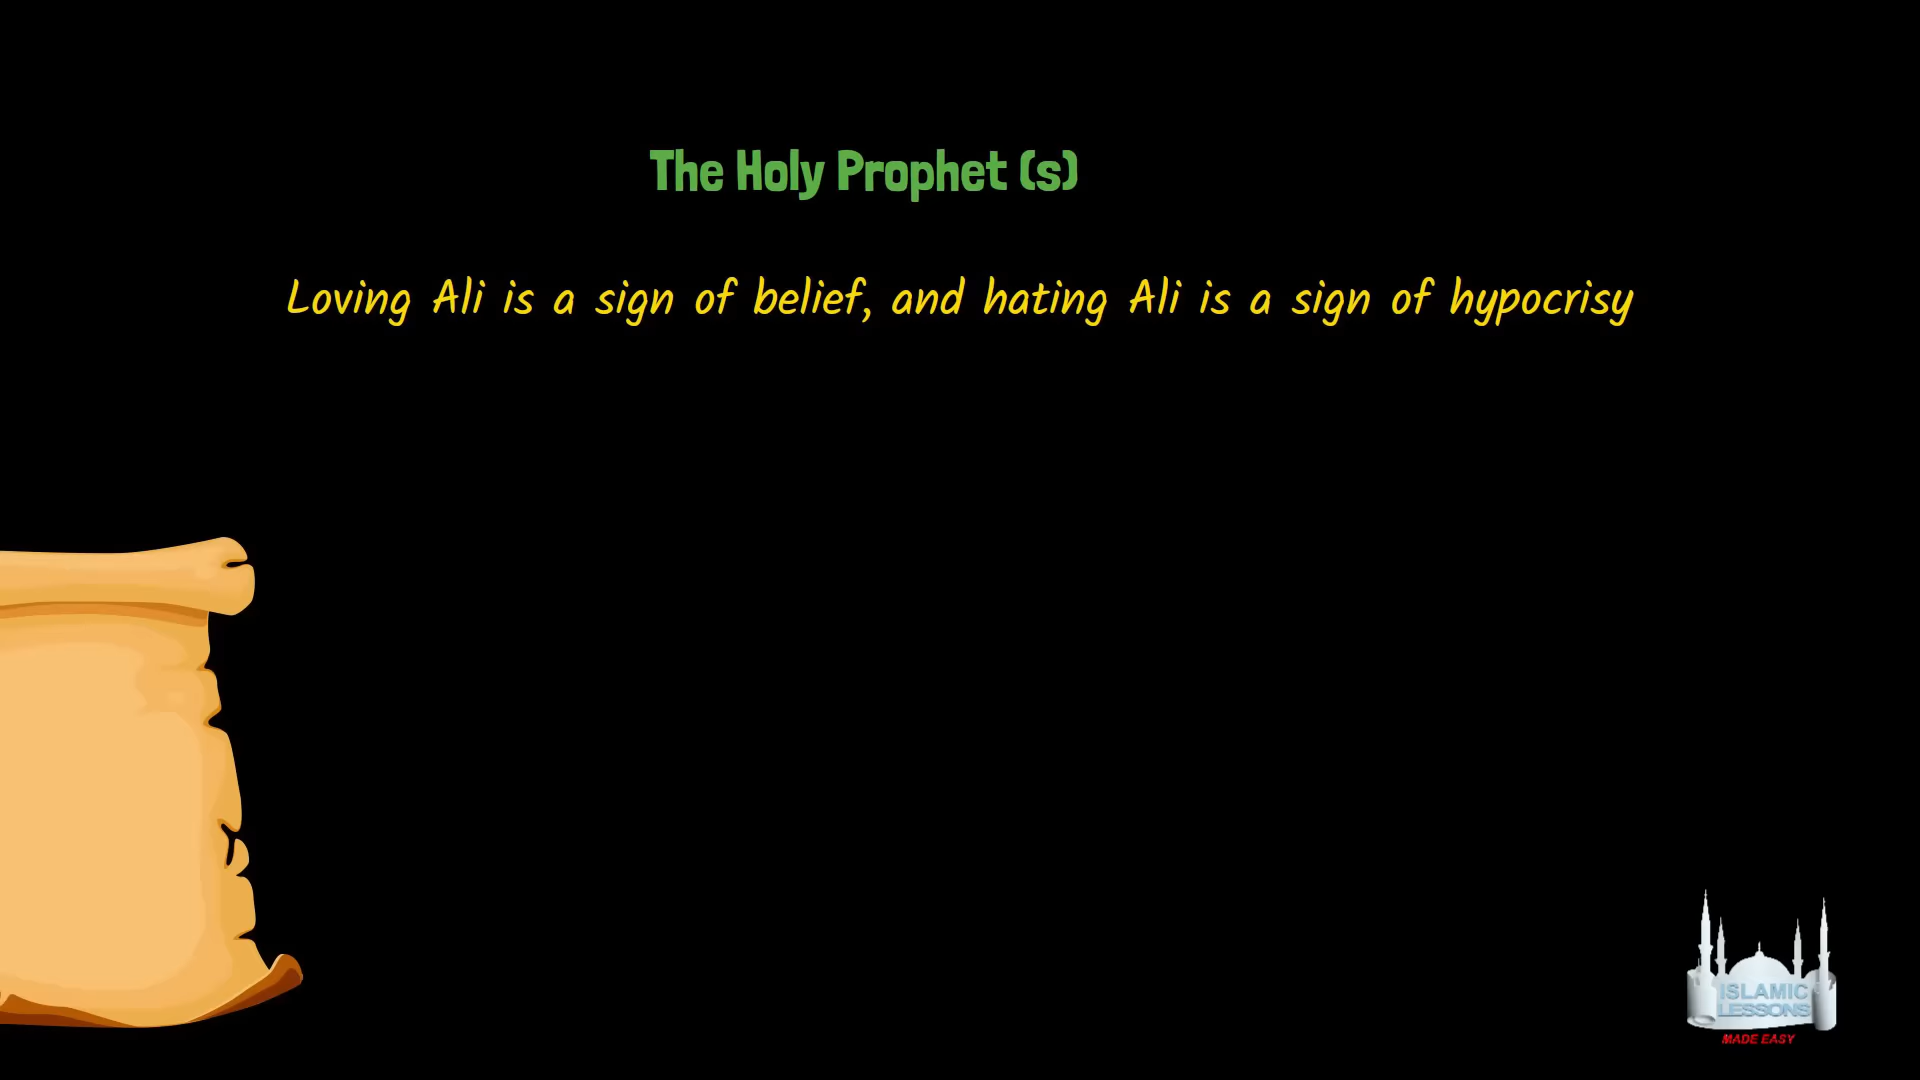 The Holy Prophet (s)
Loving Ali is a sign of belief, and hating Ali is a sign of hypocrisy
ISLAMIC
LESSONS
MADE EASY